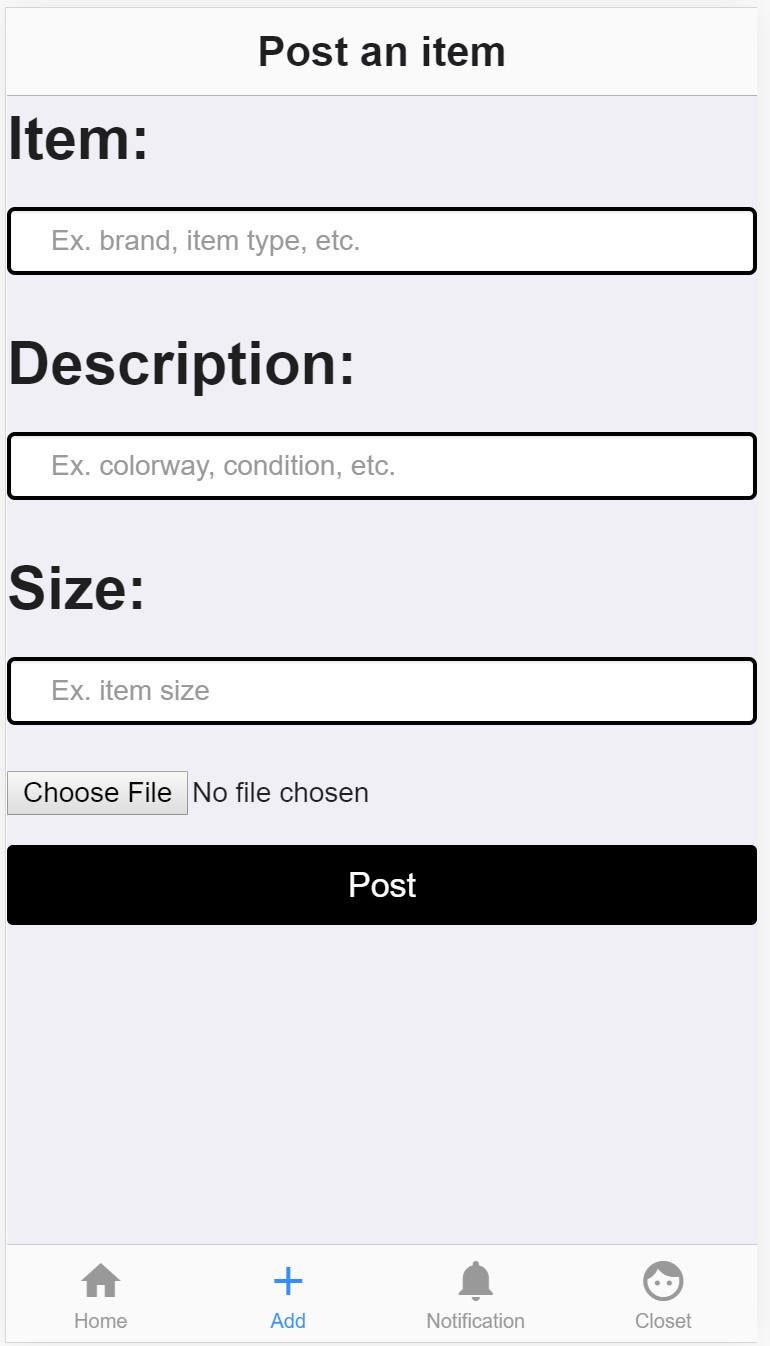 Post an item
Item:
Ex. brand, item type, etc.
Description:
Ex. colorway, condition, etc.
Size:
Ex. item size
Choose File No file chosen
Post
Home Add Notification Closet